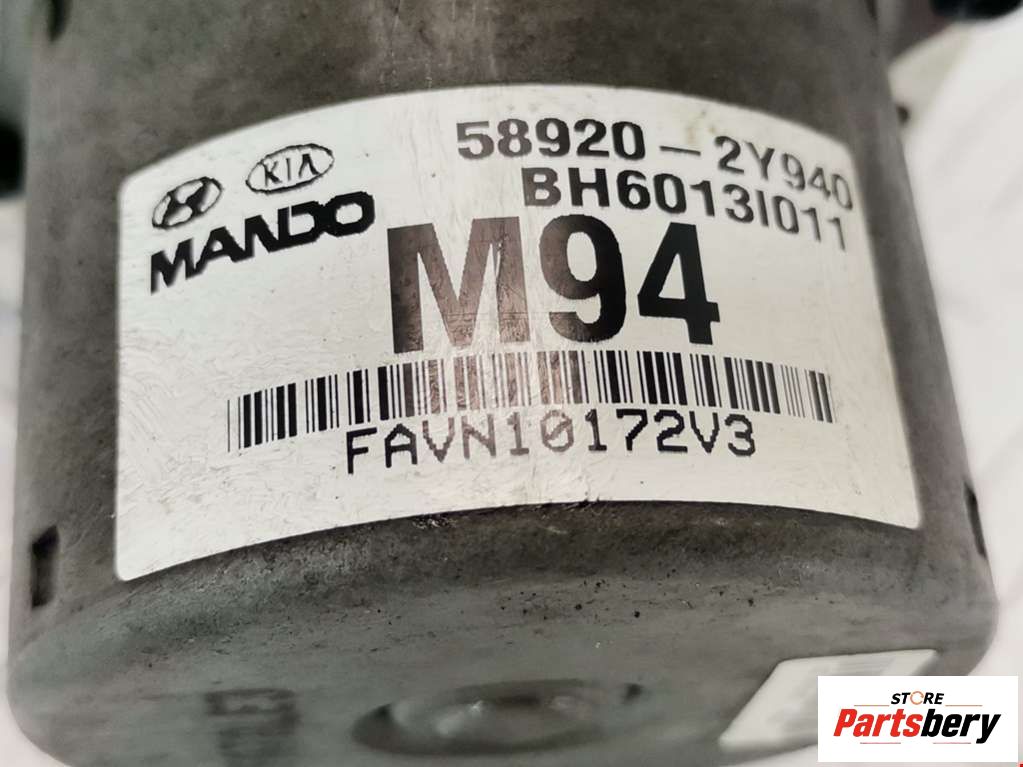 58920-2Y940
KIA
BH6013I011
MANDO
M94
FAVN10172V3
STORE
Partsbery